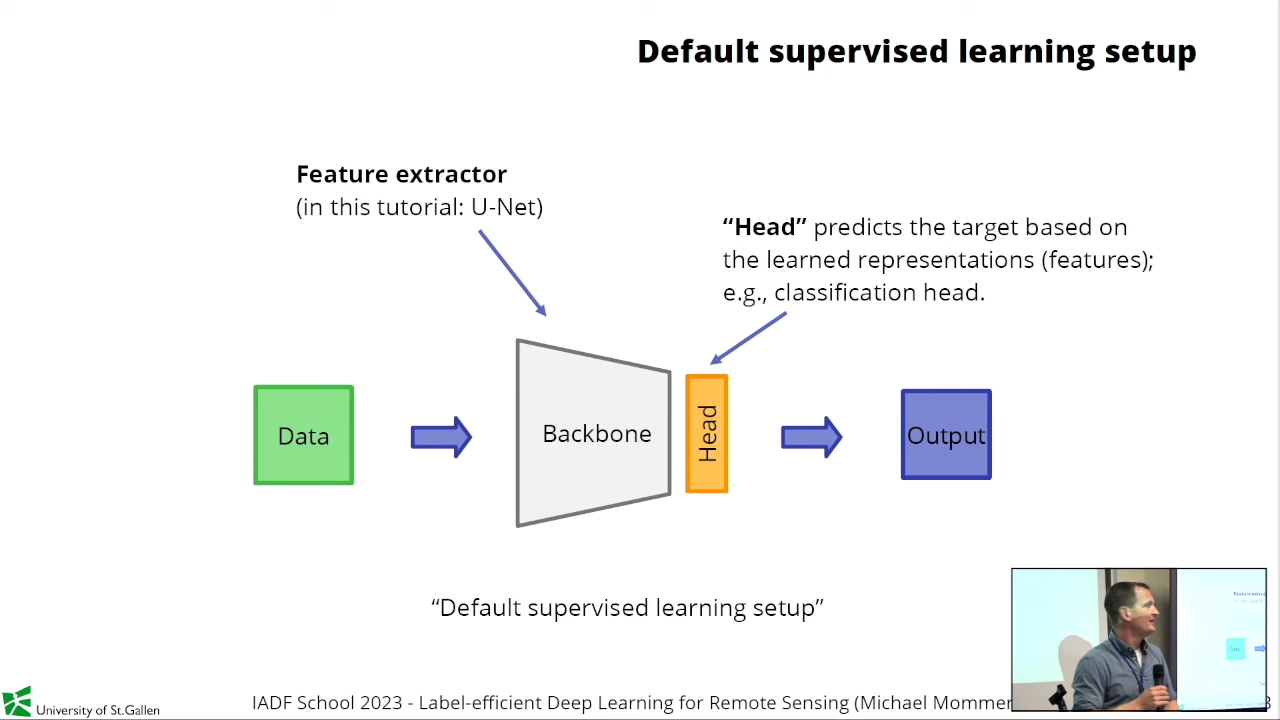 Default supervised learning setup
Feature extractor
(in this tutorial: U-Net)
“Head” predicts the target based on
the learned representations (features);
e.g., classification head.
Data
Backbone
Head
Output
“Default supervised learning setup”
University of St.Gallen
IADF School 2023 - Label-efficient Deep Learning for Remote Sensing (Michael Mommer
3
Data